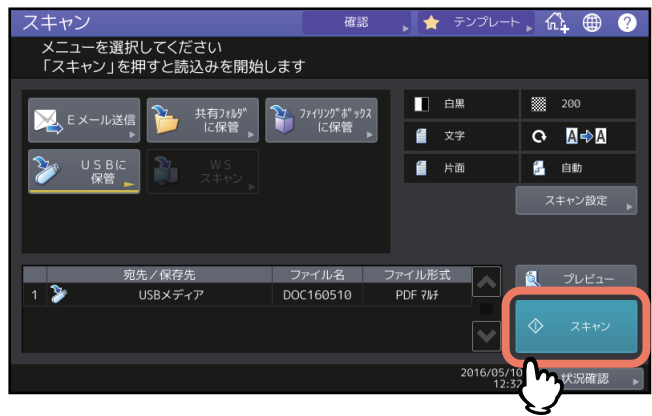 スキャン
確認
テンプレート
?
メニューを選択してください
「スキャン」を押すと読込みを開始します
Eメール送信
共有フォルダ
に保管
ファイリングボックス
に保管
USBに
保管
WS
スキャン
白黒
200
文字
A⇨A
片面
自動
スキャン設定
宛先/保存先
ファイル名
ファイル形式
1
USBメディア
DOC160510
PDF マルチ
プレビュー
スキャン
2016/05/10
12:32
状況確認